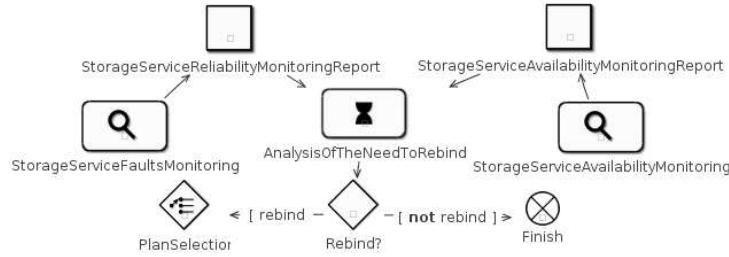 StorageServiceReliabilityMonitoringReport
StorageServiceAvailabilityMonitoringReport
StorageServiceFaultsMonitoring
AnalysisOfTheNeedToRebind
StorageServiceAvailabilityMonitoring
[ rebind
[ not rebind ]
PlanSelection
Rebind?
Finish